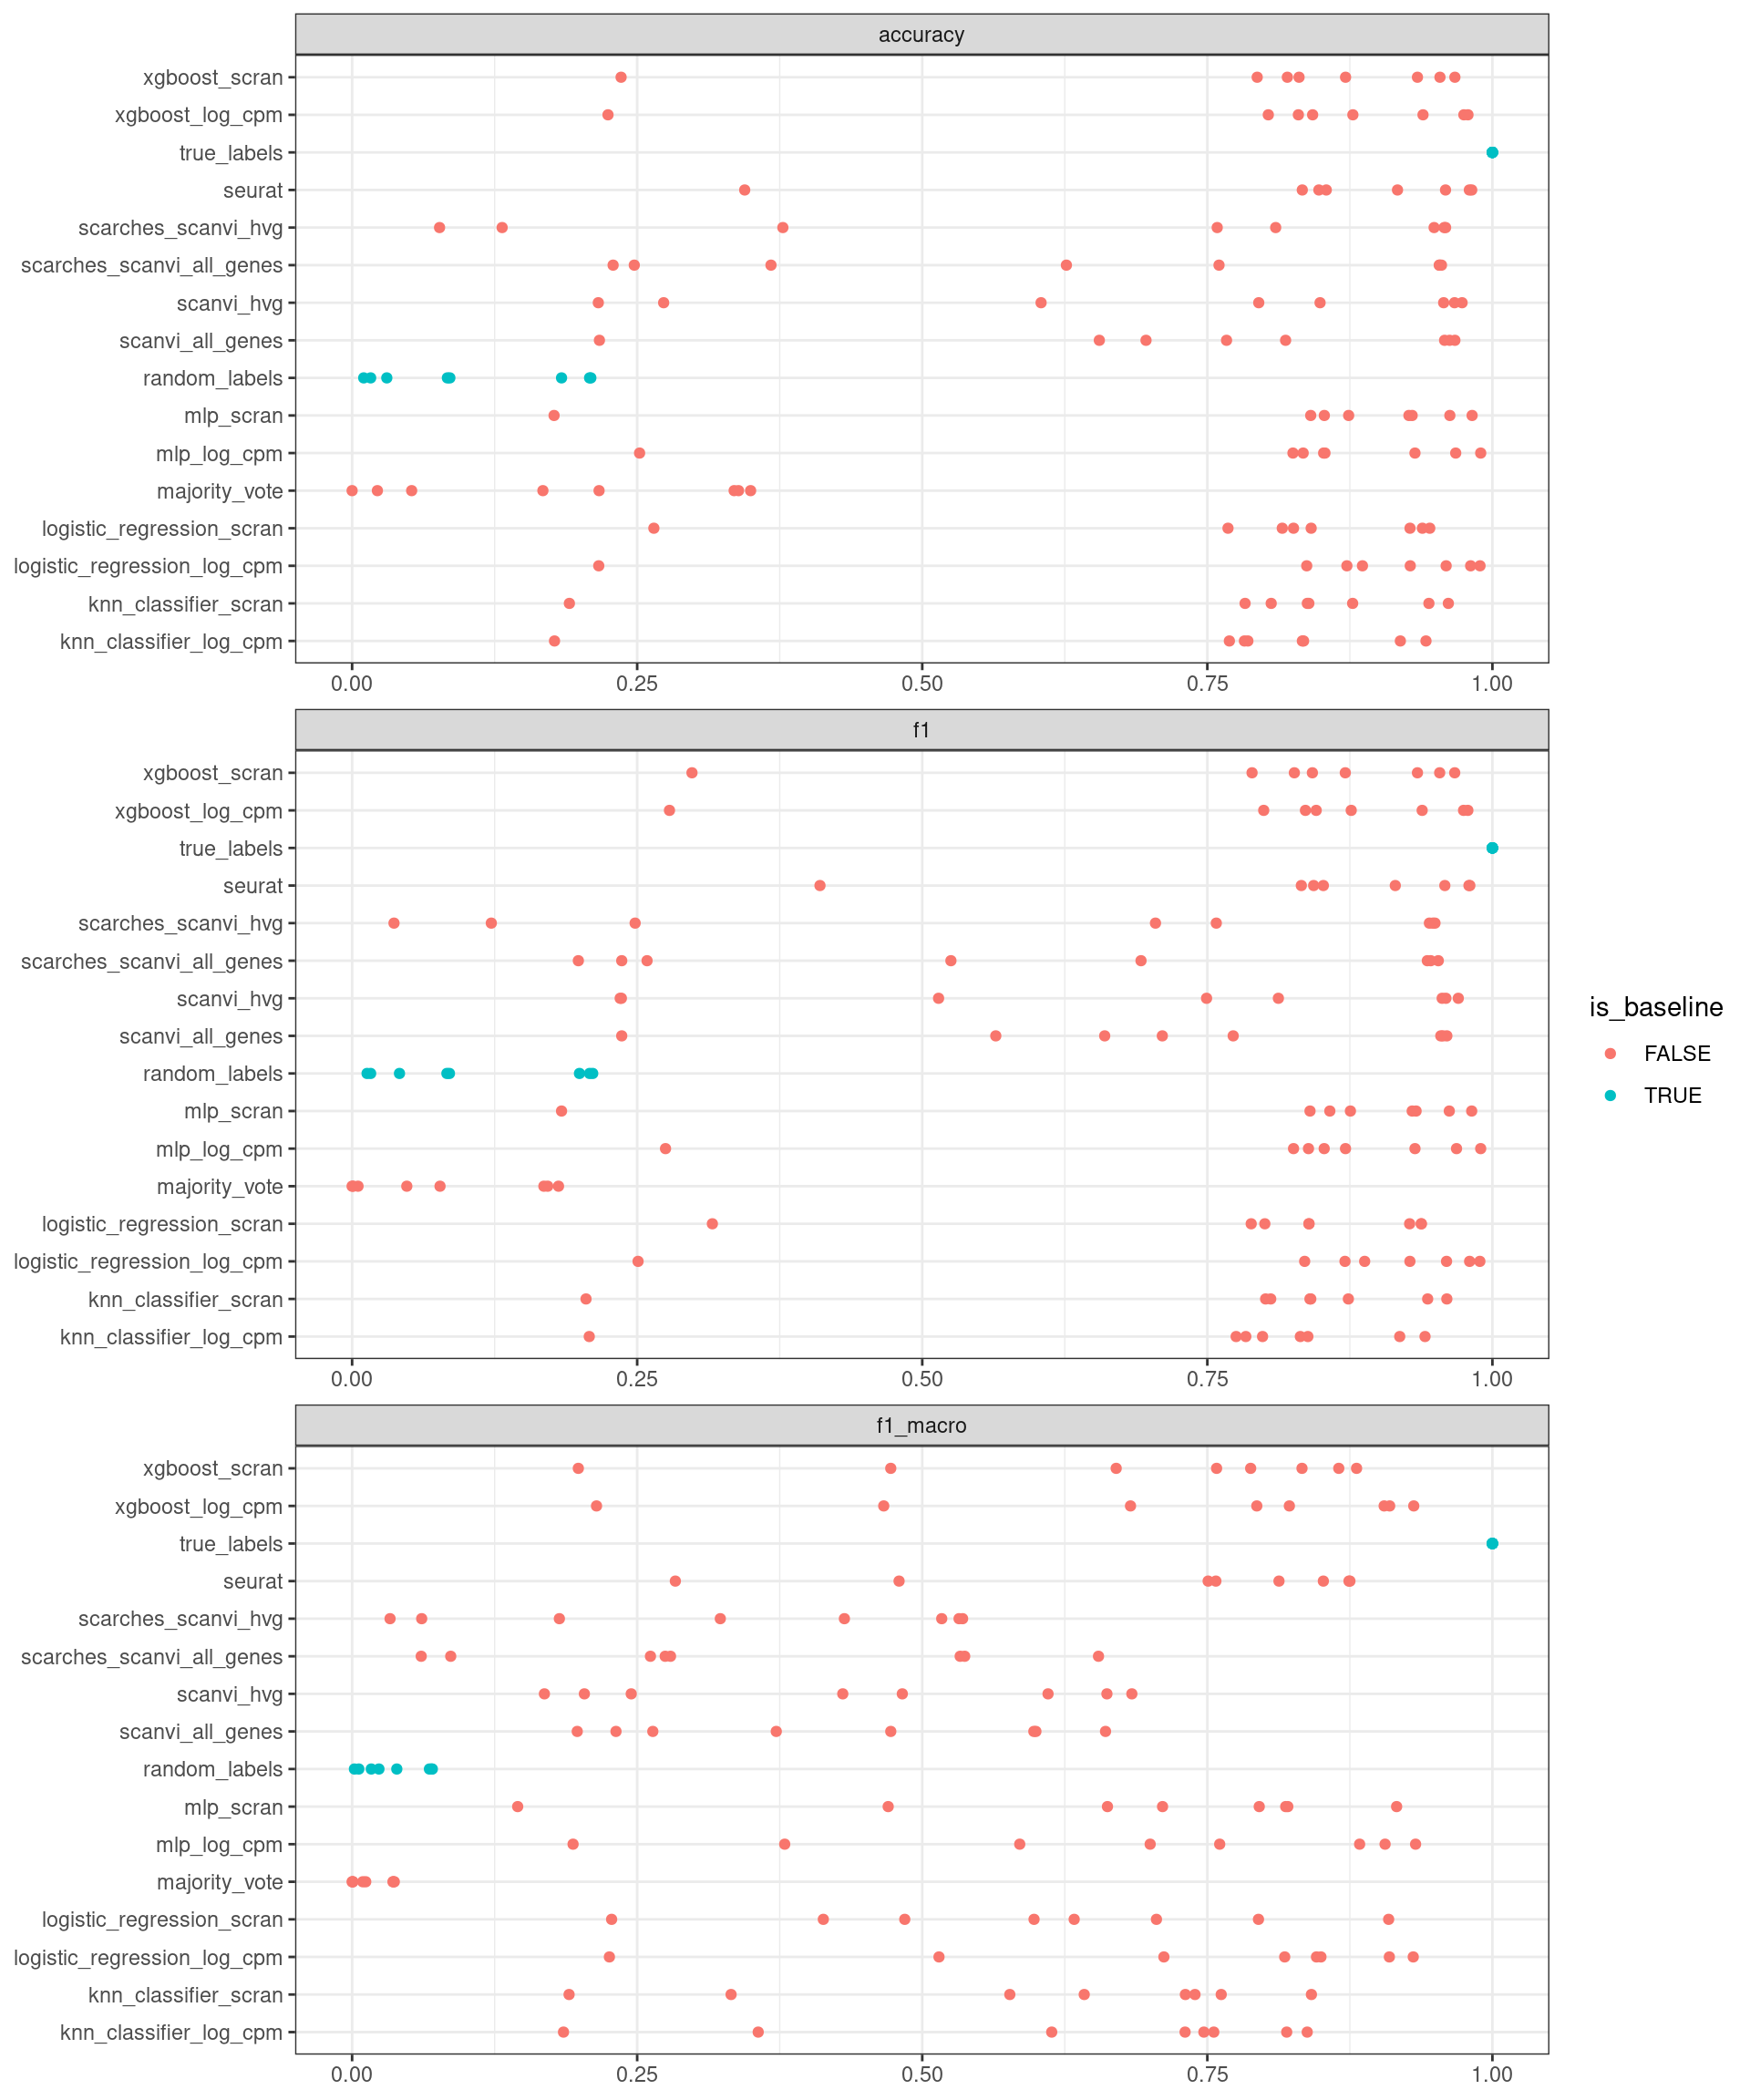 accuracy
xgboost_scran
xgboost_log_cpm
true_labels
seurat
scarches_scanvi_hvg
scarches_scanvi_all_genes
scanvi_hvg
scanvi_all_genes
random_labels
mlp_scran
mlp_log_cpm
majority_vote
logistic_regression_scran
logistic_regression_log_cpm
knn_classifier_scran
knn_classifier_log_cpm
0.00 0.25 0.50 0.75 1.00
f1
xgboost_scran
xgboost_log_cpm
true_labels
seurat
scarches_scanvi_hvg
scarches_scanvi_all_genes
scanvi_hvg
scanvi_all_genes
random_labels
mlp_scran
mlp_log_cpm
majority_vote
logistic_regression_scran
logistic_regression_log_cpm
knn_classifier_scran
knn_classifier_log_cpm
0.00 0.25 0.50 0.75 1.00
f1_macro
xgboost_scran
xgboost_log_cpm
true_labels
seurat
scarches_scanvi_hvg
scarches_scanvi_all_genes
scanvi_hvg
scanvi_all_genes
random_labels
mlp_scran
mlp_log_cpm
majority_vote
logistic_regression_scran
logistic_regression_log_cpm
knn_classifier_scran
knn_classifier_log_cpm
0.00 0.25 0.50 0.75 1.00
is_baseline
FALSE
TRUE